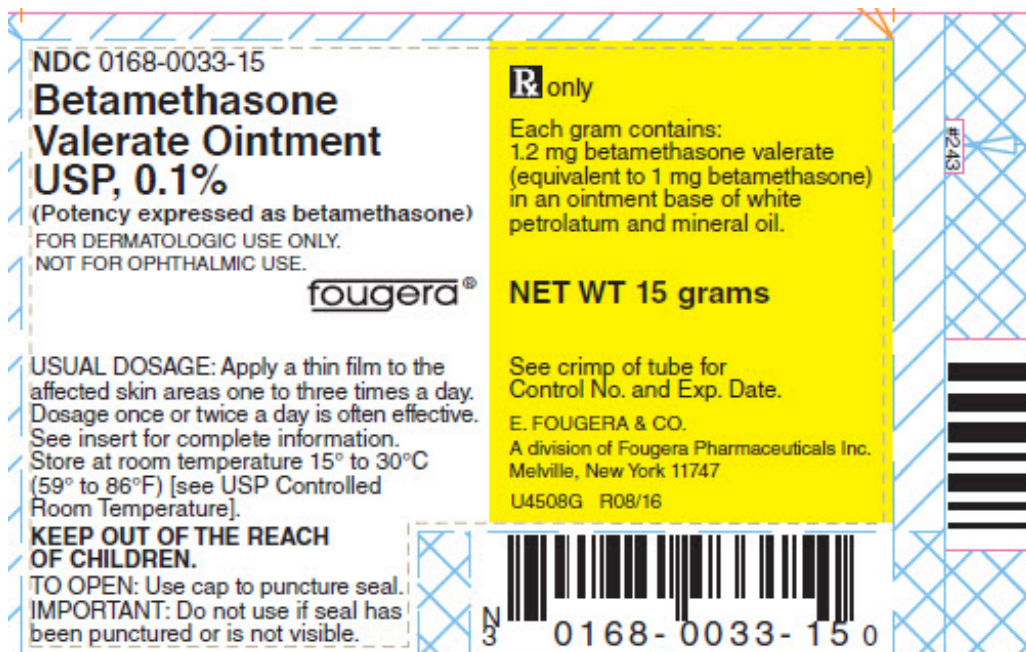 NDC 0168-0033-15
Betamethasone
Valerate Ointment
USP, 0.1%
(Potency expressed as betamethasone)
FOR DERMATOLOGIC USE ONLY.
NOT FOR OPHTHALMIC USE.
fougera®
USUAL DOSAGE: Apply a thin film to the
affected skin areas one to three times a day.
Dosage once or twice a day is often effective.
See insert for complete information.
Store at room temperature 15° to 30°C
(59° to 86°F) [see USP Controlled
Room Temperature].
KEEP OUT OF THE REACH
OF CHILDREN.
TO OPEN: Use cap to puncture seal.
IMPORTANT: Do not use if seal has
been punctured or is not visible.
Rx only
Each gram contains:
1.2 mg betamethasone valerate
(equivalent to 1 mg betamethasone)
in an ointment base of white
petrolatum and mineral oil.
NET WT 15 grams
See crimp of tube for
Control No. and Exp. Date.
E. FOUGERA & CO.
A division of Fougera Pharmaceuticals Inc.
Melville, New York 11747
U4508G R08/16
N
3 0168-0033-15 0
#243